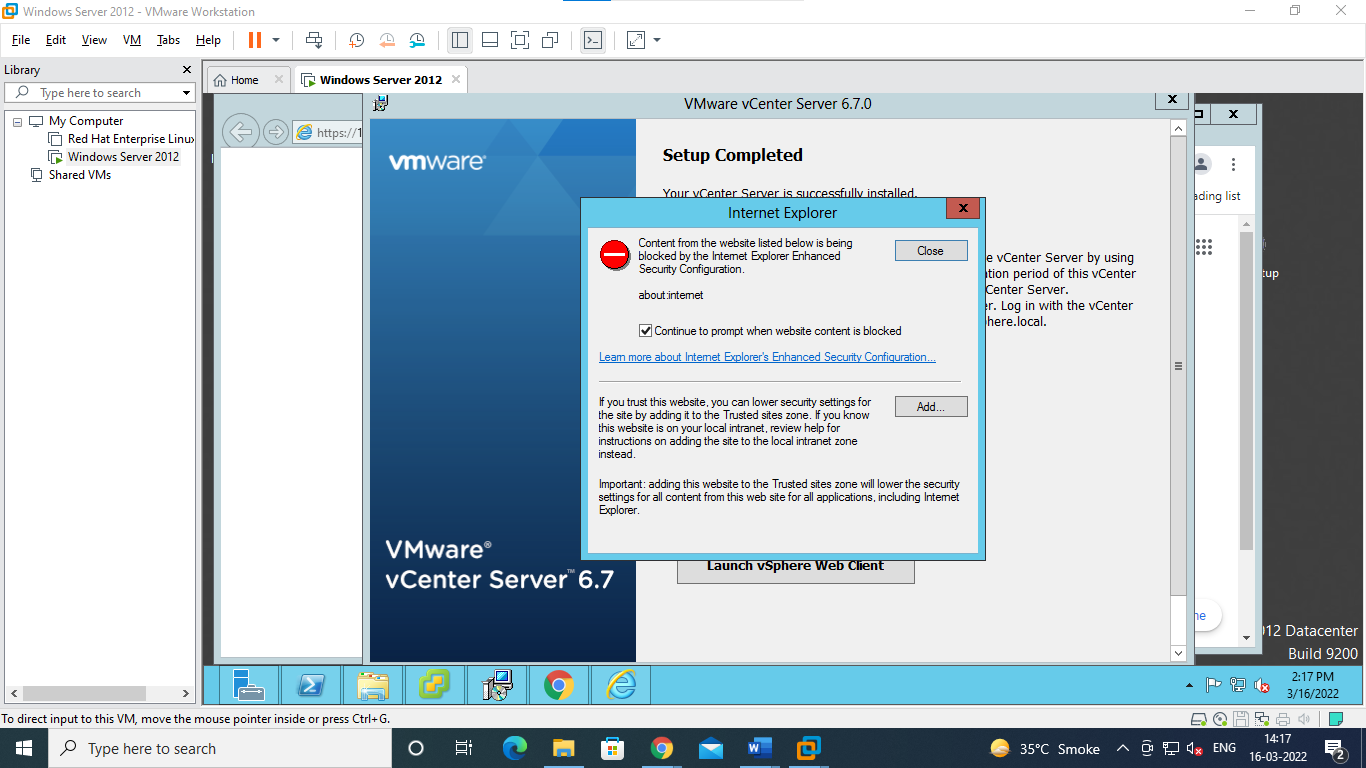 Windows Server 2012 - VMware Workstation
File Edit View VM Tabs Help
Library
Type here to search
My Computer
Red Hat Enterprise Linux
Windows Server 2012
Shared VMs
Home
Windows Server 2012
https://1
VMware vCenter Server 6.7.0
vmware®
Setup Completed
Your vCenter Server is successfully installed.
Internet Explorer
Content from the website listed below is being
blocked by the Internet Explorer Enhanced
Security Configuration.
Close
about:internet
Continue to prompt when website content is blocked
Learn more about Internet Explorer's Enhanced Security Configuration...
If you trust this website, you can lower security settings for
the site by adding it to the Trusted sites zone. If you know
this website is on your local intranet, review help for
instructions on adding the site to the local intranet zone
instead.
Add...
Important: adding this website to the Trusted sites zone will lower the security
settings for all content from this web site for all applications, including Internet
Explorer.
e vCenter Server by using
ation period of this vCenter
Center Server.
er. Log in with the vCenter
phere.local.
Launch vSphere Web Client
VMware®
vCenter Server™ 6.7
ading list
tup
ne
012 Datacenter
Build 9200
2:17 PM
3/16/2022
To direct input to this VM, move the mouse pointer inside or press Ctrl+G.
Type here to search
35°C Smoke
ENG
14:17
16-03-2022
2